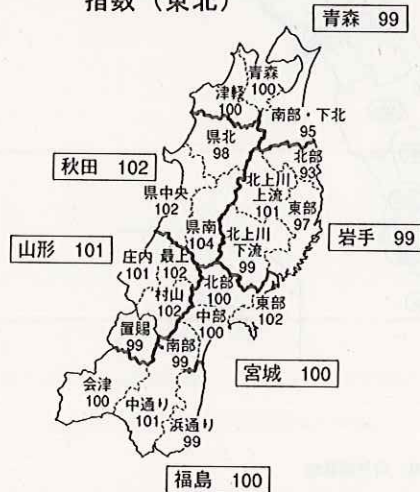 指数（東北）
青森 99
青森
100
津軽
100
南部・下北
95
県北
98
北部
93
秋田 102
北上川
上流
101
県中央
102
東部
97
県南
104
北上川
下流
99
岩手 99
山形 101
庄内
101
最上
102
北部
100
村山
102
中部
100
東部
102
置賜
99
南部
99
宮城 100
会津
100
中通り
101
浜通り
99
福島 100